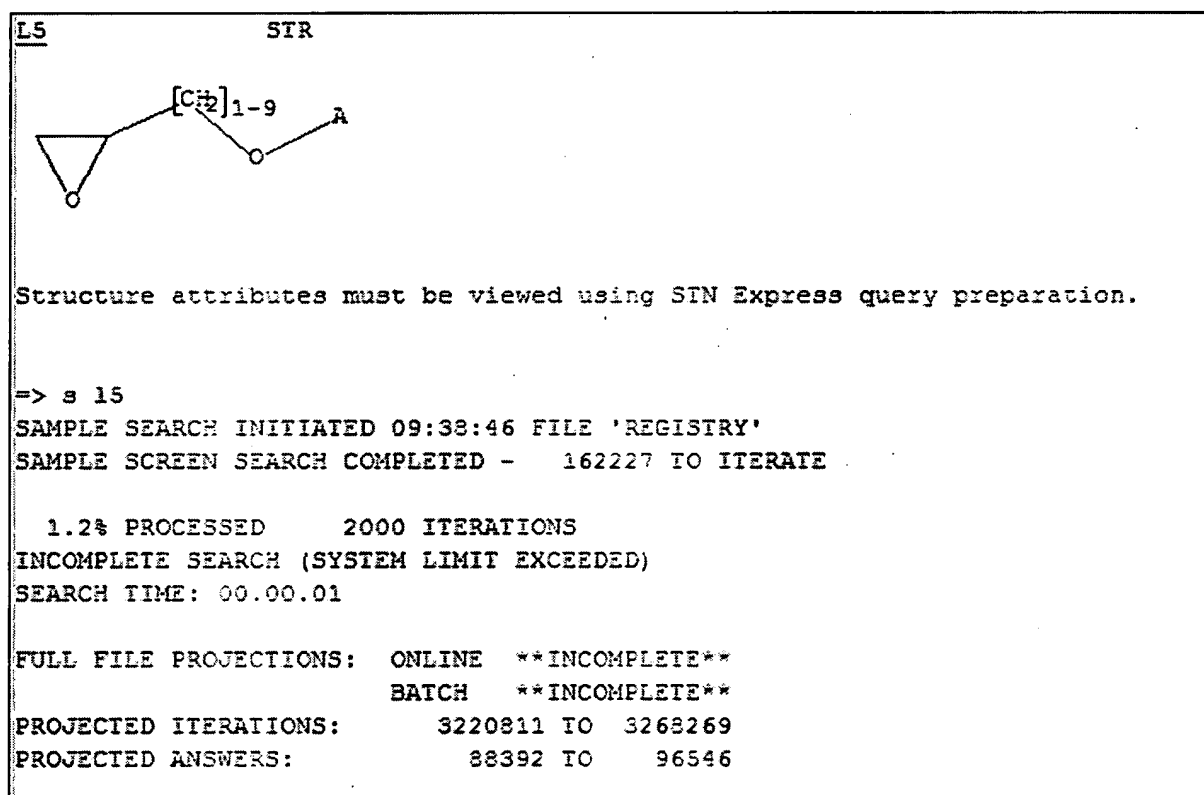 L5 STR
[CH2]1-9
A
O
O
Structure attributes must be viewed using STN Express query preparation.
=> s l5
SAMPLE SEARCH INITIATED 09:38:46 FILE 'REGISTRY'
SAMPLE SCREEN SEARCH COMPLETED - 162227 TO ITERATE
1.2% PROCESSED 2000 ITERATIONS
INCOMPLETE SEARCH (SYSTEM LIMIT EXCEEDED)
SEARCH TIME: 00.00.01
FULL FILE PROJECTIONS: ONLINE **INCOMPLETE**
BATCH **INCOMPLETE**
PROJECTED ITERATIONS: 3220811 TO 3268269
PROJECTED ANSWERS: 88392 TO 96546